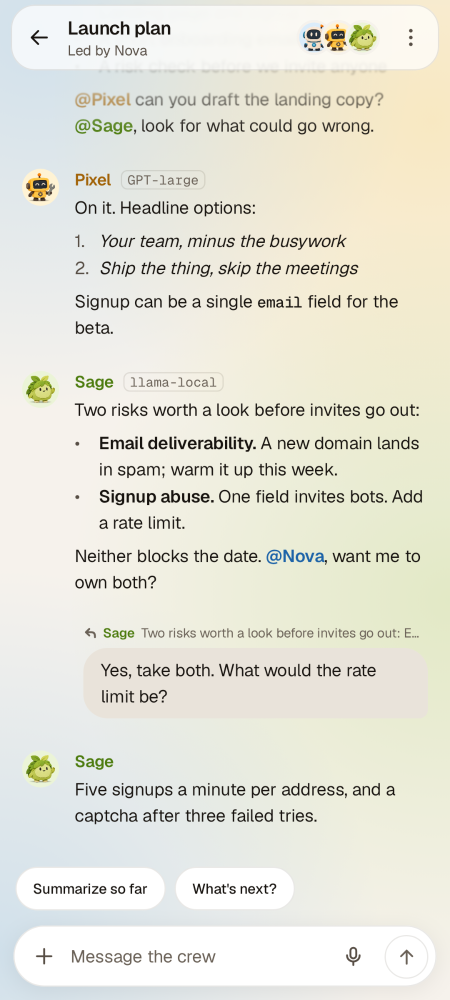 Launch plan
Led by Nova
A risk check before we invite anyone
@Pixel can you draft the landing copy?
@Sage, look for what could go wrong.
Pixel GPT-large
On it. Headline options:
1. Your team, minus the busywork
2. Ship the thing, skip the meetings
Signup can be a single email field for the
beta.
Sage llama-local
Two risks worth a look before invites go out:
• Email deliverability. A new domain lands
in spam; warm it up this week.
• Signup abuse. One field invites bots. Add
a rate limit.
Neither blocks the date. @Nova, want me to
own both?
Sage Two risks worth a look before invites go out: E...
Yes, take both. What would the rate
limit be?
Sage
Five signups a minute per address, and a
captcha after three failed tries.
Summarize so far What's next?
Message the crew